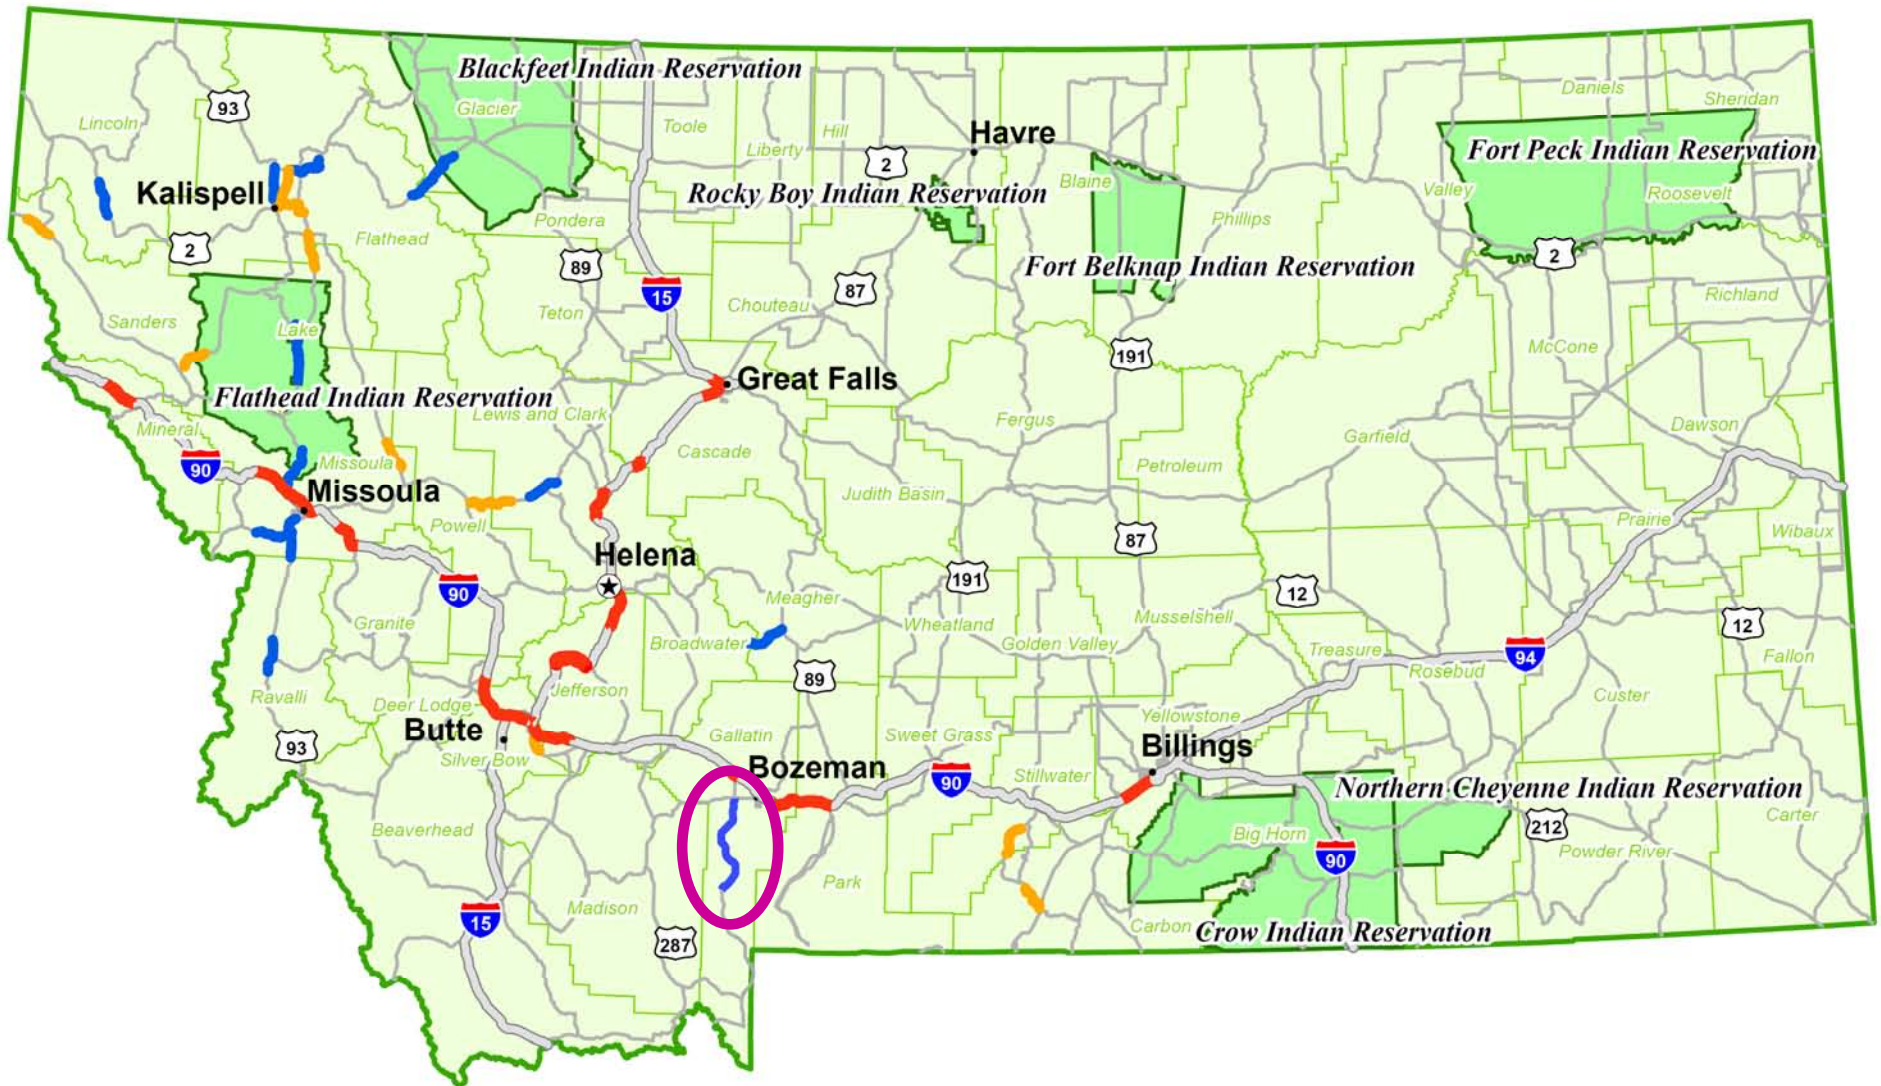 Blackfeet Indian Reservation
Daniels
Sheridan
93
Glacier
Lincoln
Toole
Hill
Havre
Liberty
2
Fort Peck Indian Reservation
Kalispell
Rocky Boy Indian Reservation
Blaine
Valley
Roosevelt
Pondera
Phillips
Flathead
2
89
Fort Belknap Indian Reservation
2
15
87
Chouteau
Richland
Teton
Sanders
Lake
191
McCone
Great Falls
Flathead Indian Reservation
Lewis and Clark
Fergus
Dawson
Mineral
Garfield
Cascade
90
Missoula
Petroleum
Missoula
Judith Basin
Powell
Prairie
Wibaux
87
Helena
191
90
12
Meagher
Musselshell
12
Granite
Broadwater
Wheatland
Golden Valley
Treasure
94
Fallon
Rosebud
89
Ravalli
Jefferson
Custer
Deer Lodge
Yellowstone
Butte
Gallatin
Sweet Grass
93
Billings
Silver Bow
Bozeman
90
Stillwater
Northern Cheyenne Indian Reservation
Carter
212
Beaverhead
Big Horn
90
Powder River
Park
Madison
15
Carbon
Crow Indian Reservation
287